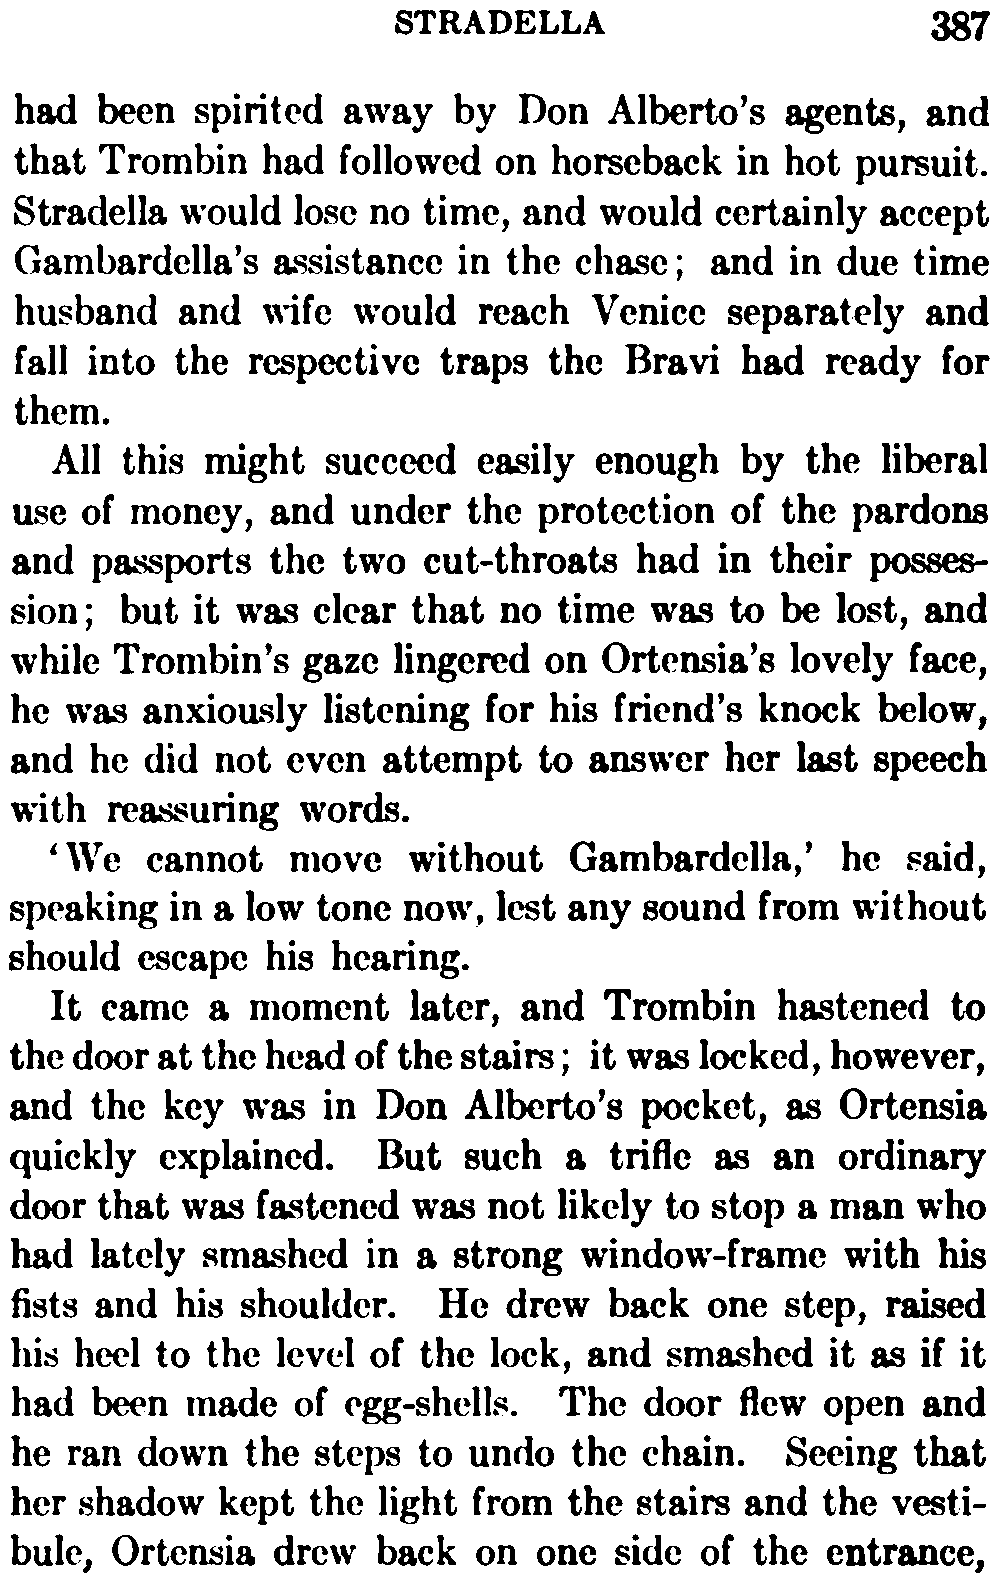 STRADELLA 387
had been spirited away by Don Alberto's agents, and
that Trombin had followed on horseback in hot pursuit.
Stradella would lose no time, and would certainly accept
Gambardella's assistance in the chase; and in due time
husband and wife would reach Venice separately and
fall into the respective traps the Bravi had ready for
them.
All this might succeed easily enough by the liberal
use of money, and under the protection of the pardons
and passports the two cut-throats had in their posses-
sion; but it was clear that no time was to be lost, and
while Trombin's gaze lingered on Ortensia's lovely face,
he was anxiously listening for his friend's knock below,
and he did not even attempt to answer her last speech
with reassuring words.
'We cannot move without Gambardella,' he said,
speaking in a low tone now, lest any sound from without
should escape his hearing.
It came a moment later, and Trombin hastened to
the door at the head of the stairs; it was locked, however,
and the key was in Don Alberto's pocket, as Ortensia
quickly explained. But such a trifle as an ordinary
door that was fastened was not likely to stop a man who
had lately smashed in a strong window-frame with his
fists and his shoulder. He drew back one step, raised
his heel to the level of the lock, and smashed it as if it
had been made of egg-shells. The door flew open and
he ran down the steps to undo the chain. Seeing that
her shadow kept the light from the stairs and the vesti-
bule, Ortensia drew back on one side of the entrance,